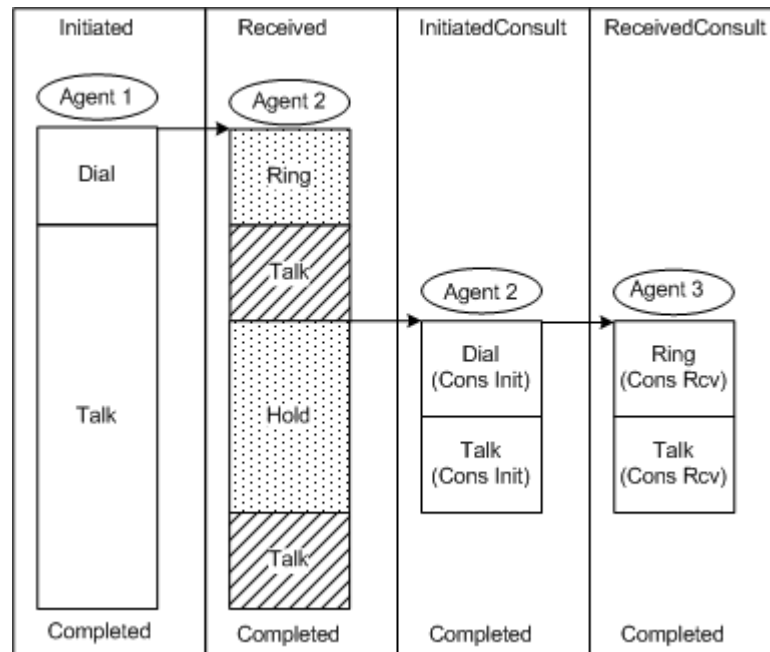 Initiated
Received
InitiatedConsult
ReceivedConsult
Agent 1
Agent 2
Dial
Ring
Talk
Talk
Agent 2
Agent 3
Dial
(Cons Init)
Ring
(Cons Rcv)
Hold
Talk
(Cons Init)
Talk
(Cons Rcv)
Talk
Completed
Completed
Completed
Completed